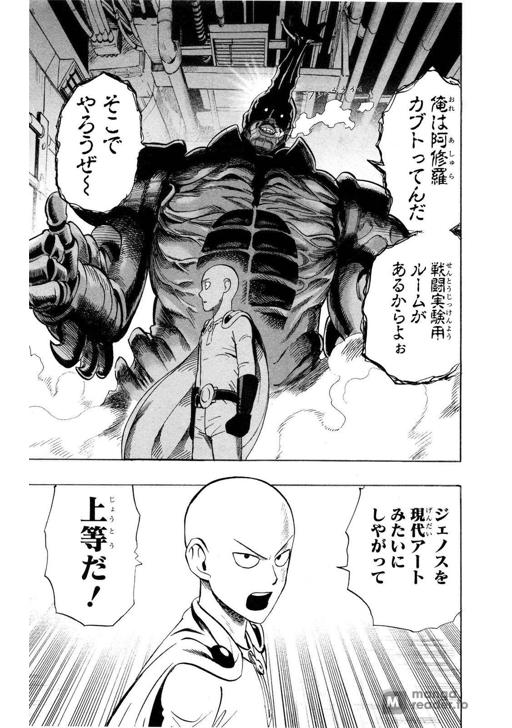 俺は阿修羅
カブトってんだ
戦闘実験用
ルームが
あるからよぉ
そこで
やろうぜ〜
ジェノスを
現代アート
みたいに
しやがって
上等だ!
manga
reader.to